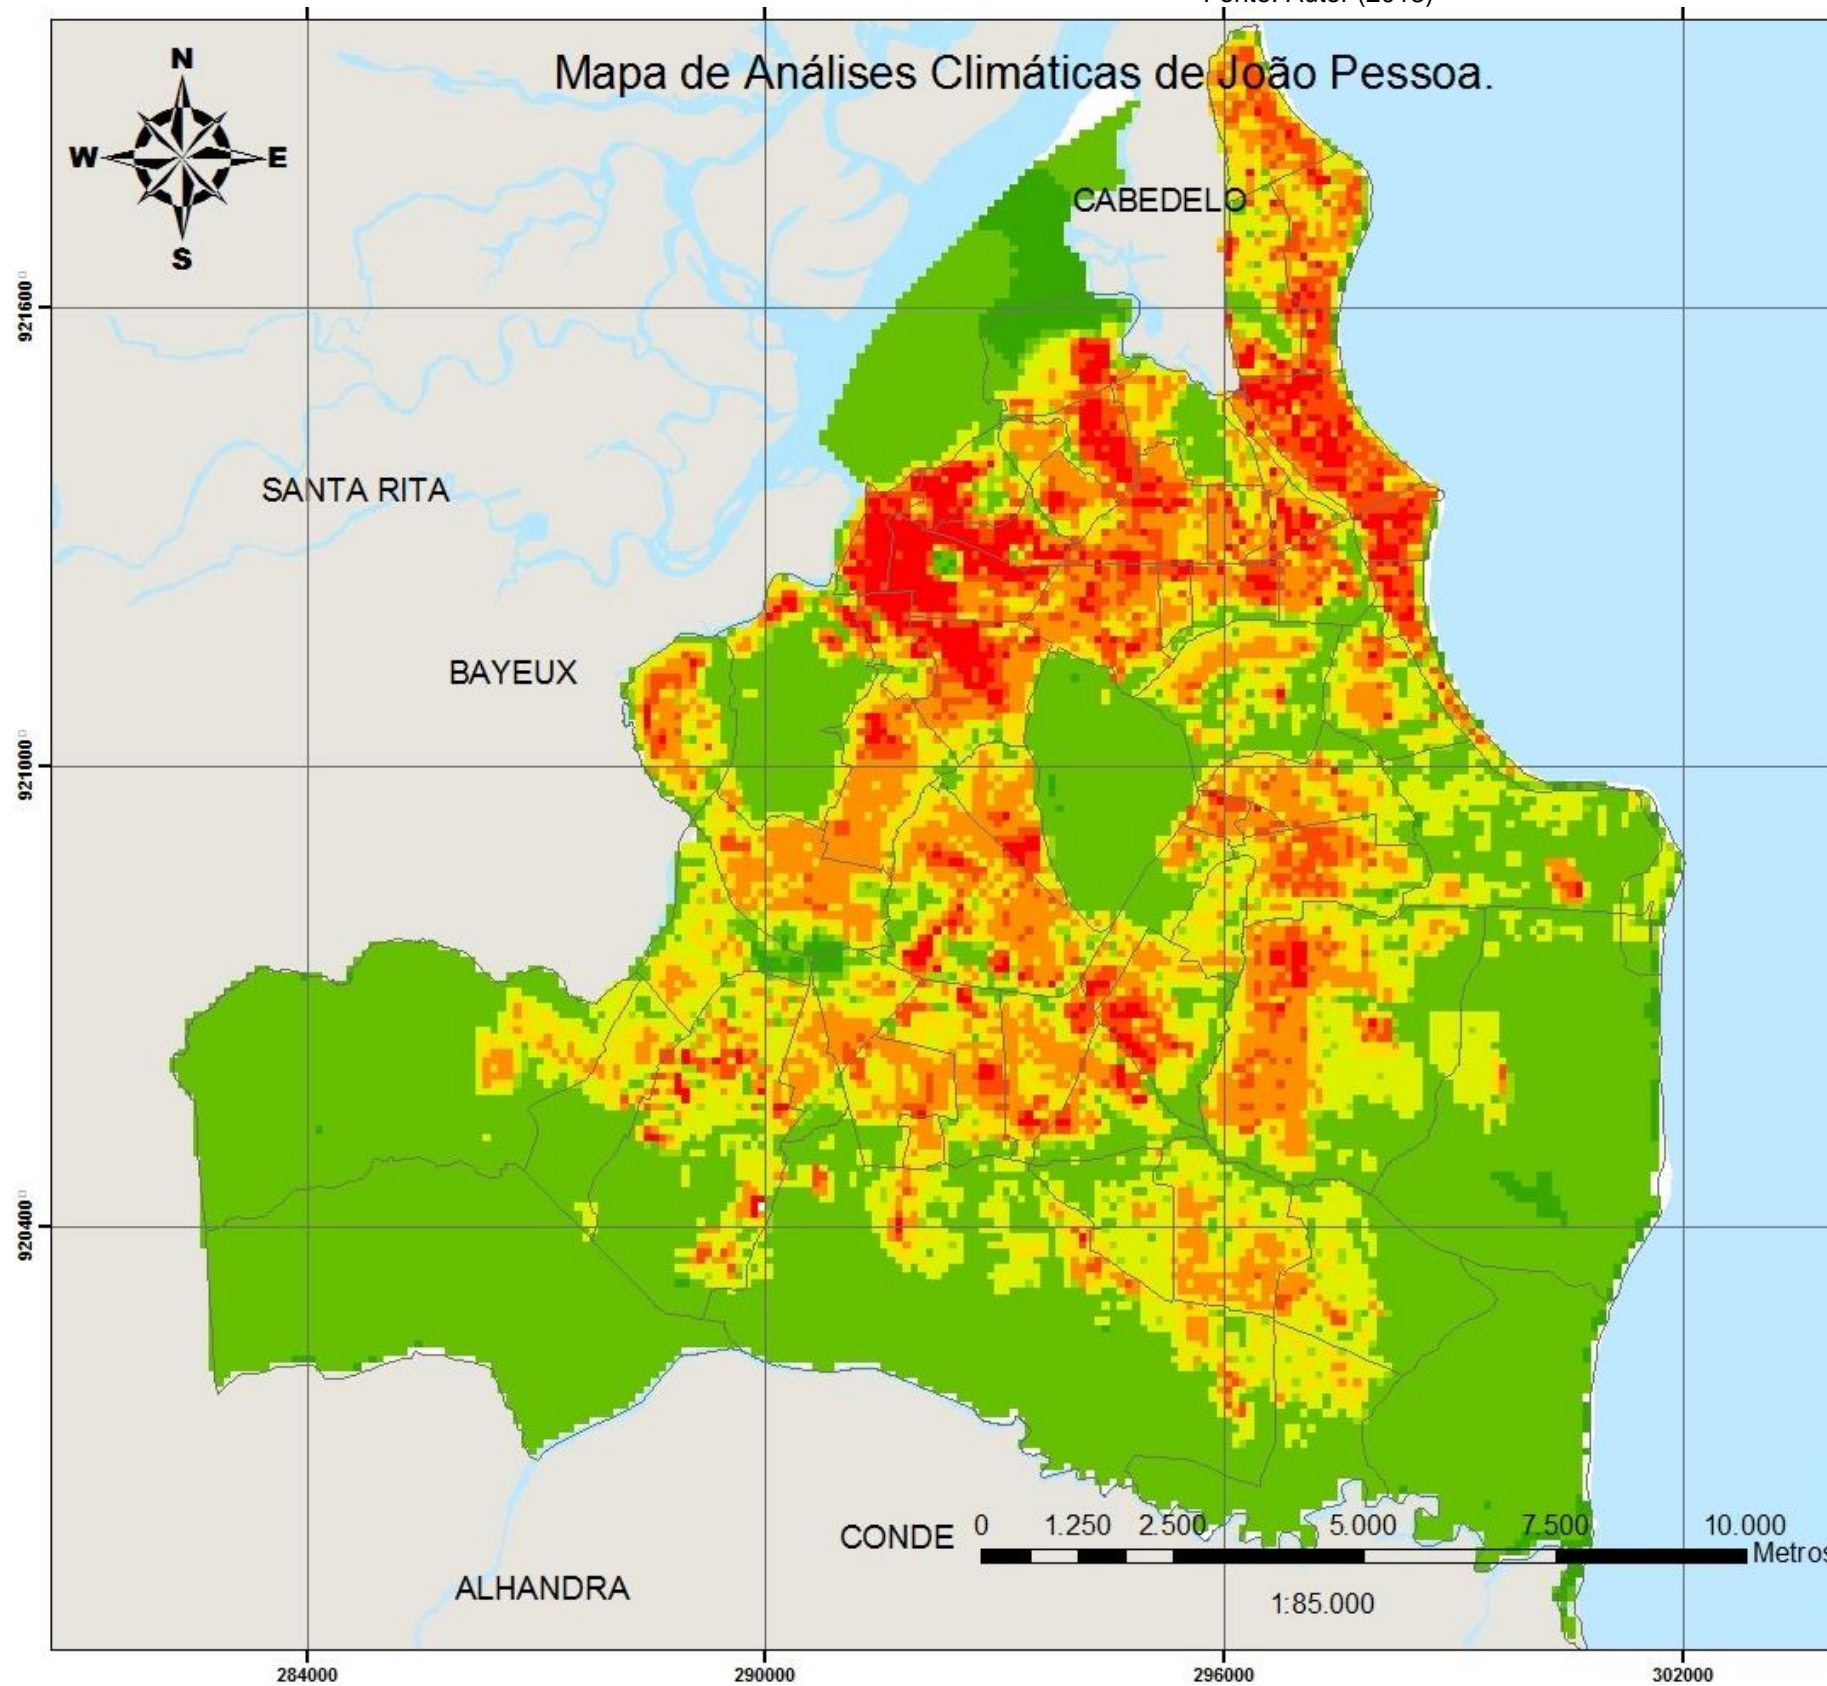 Mapa de Análises Climáticas de João Pessoa.
N
W E
S
CABEDELO
921600
SANTA RITA
BAYEUX
921000
920400
CONDE
0 1.250 2.500 5.000 7.500 10.000
Metros
1:85.000
ALHANDRA
284000 290000 296000 302000